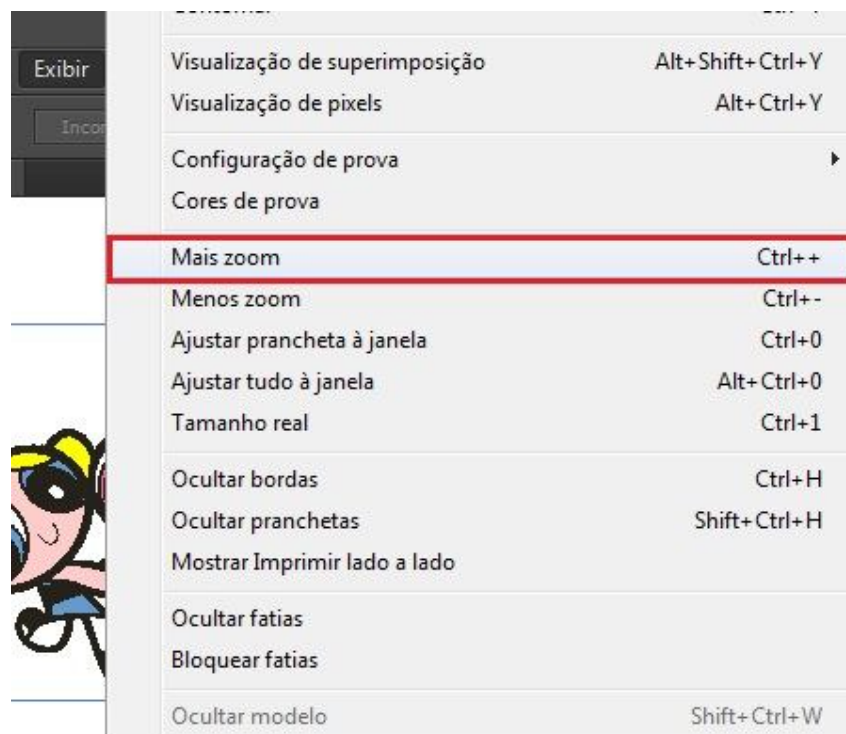 Exibir
Visualização de superimposição Alt+Shift+Ctrl+Y
Visualização de pixels Alt+Ctrl+Y
Configuração de prova
Cores de prova
Mais zoom Ctrl++
Menos zoom Ctrl+-
Ajustar prancheta à janela Ctrl+0
Ajustar tudo à janela Alt+Ctrl+0
Tamanho real Ctrl+1
Ocultar bordas Ctrl+H
Ocultar pranchetas Shift+Ctrl+H
Mostrar Imprimir lado a lado
Ocultar fatias
Bloquear fatias
Ocultar modelo Shift+Ctrl+W